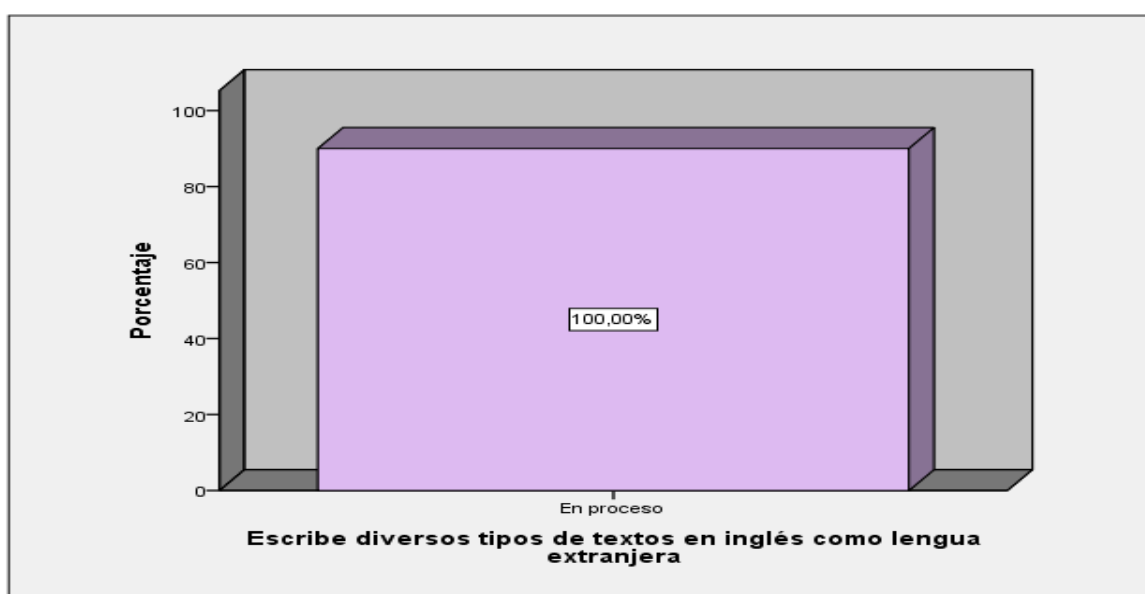 100
80
60
40
20
0
Porcentaje
100,00%
En proceso
Escribe diversos tipos de textos en inglés como lengua
extranjera